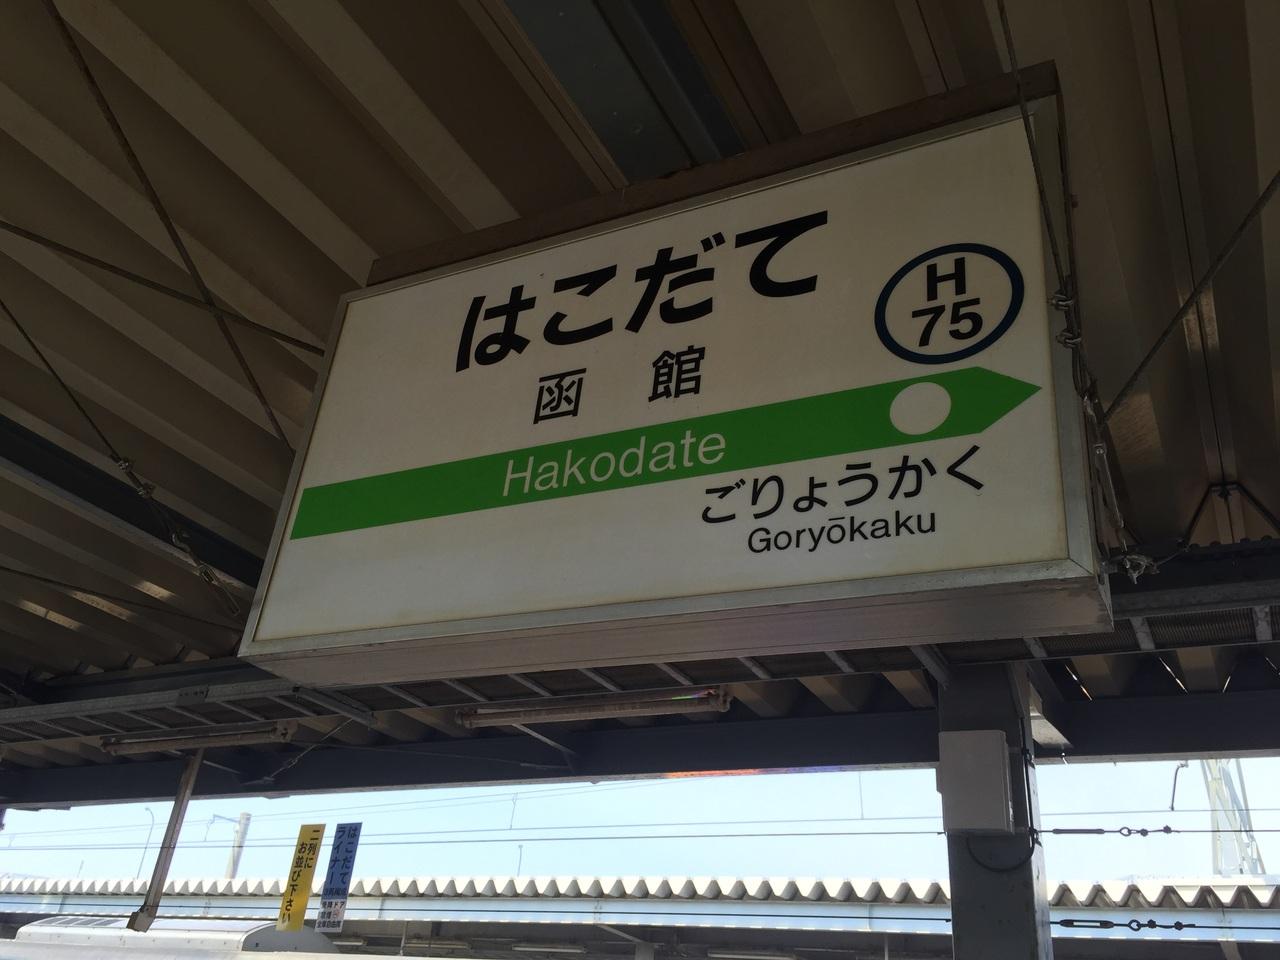 はこだて
H
75
函館
Hakodate
ごりょうかく
Goryōkaku
二列に
お並び下さい
はこだて
ライナー